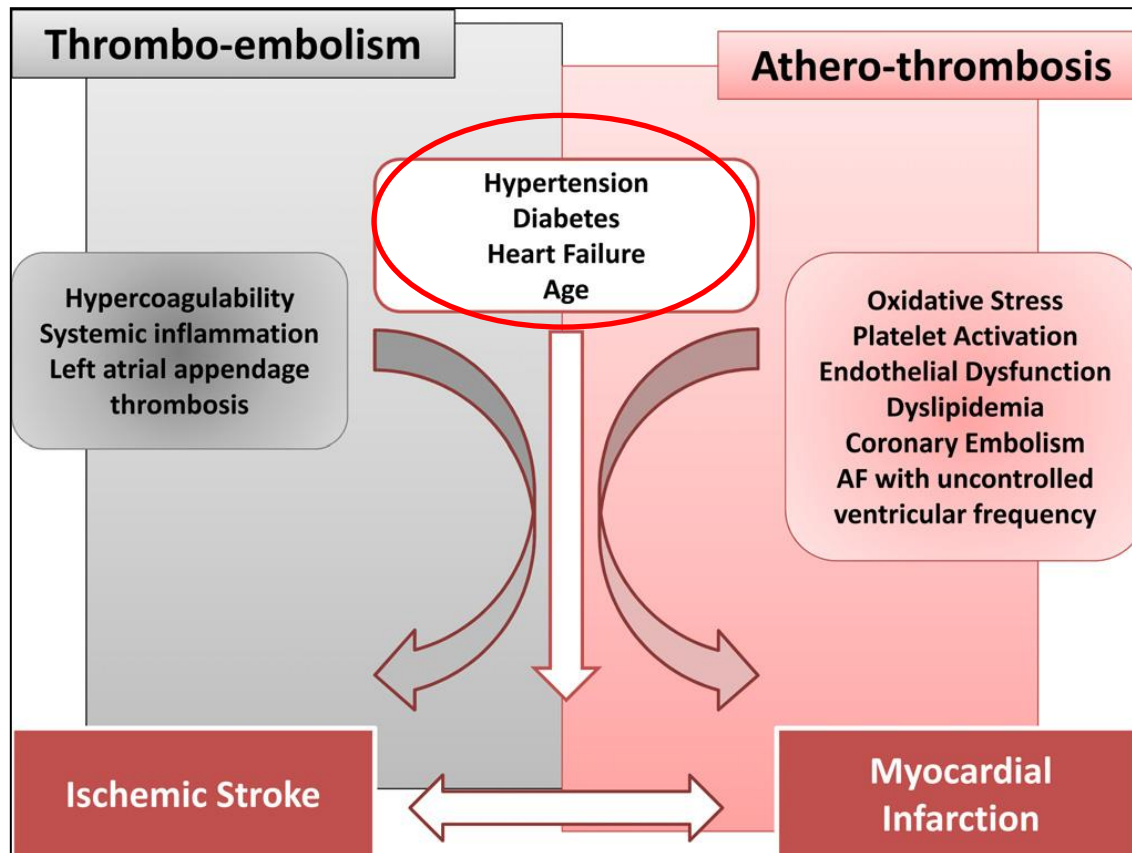 Thrombo-embolism
Athero-thrombosis
Hypertension
Diabetes
Heart Failure
Age
Hypercoagulability
Systemic inflammation
Left atrial appendage
thrombosis
Oxidative Stress
Platelet Activation
Endothelial Dysfunction
Dyslipidemia
Coronary Embolism
AF with uncontrolled
ventricular frequency
Ischemic Stroke
Myocardial
Infarction